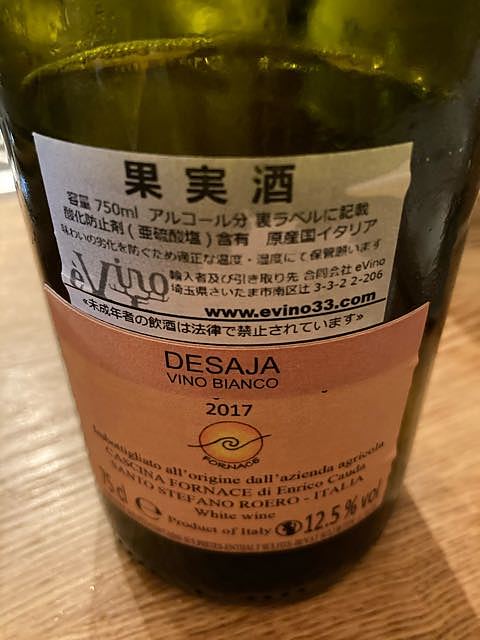 果実酒
容量 750ml アルコール分 裏ラベルに記載
酸化防止剤(亜硫酸塩)含有 原産国イタリア
味わいの劣化を防ぐため適正な温度・湿度にて保管願います
eVino
輸入者及び引き取り先 合同会社 eVino
埼玉県さいたま市南区辻 3-3-2 2-206
www.evino33.com
«未成年者の飲酒は法律で禁止されています»
DESAJA
VINO BIANCO
2017
FORNACE
Imbottigliato all'origine dall'azienda agricola
CASCINA FORNACE di Enrico Cauda
SANTO STEFANO ROERO - ITALIA
White wine
75 cl e Product of Italy 12.5 % vol